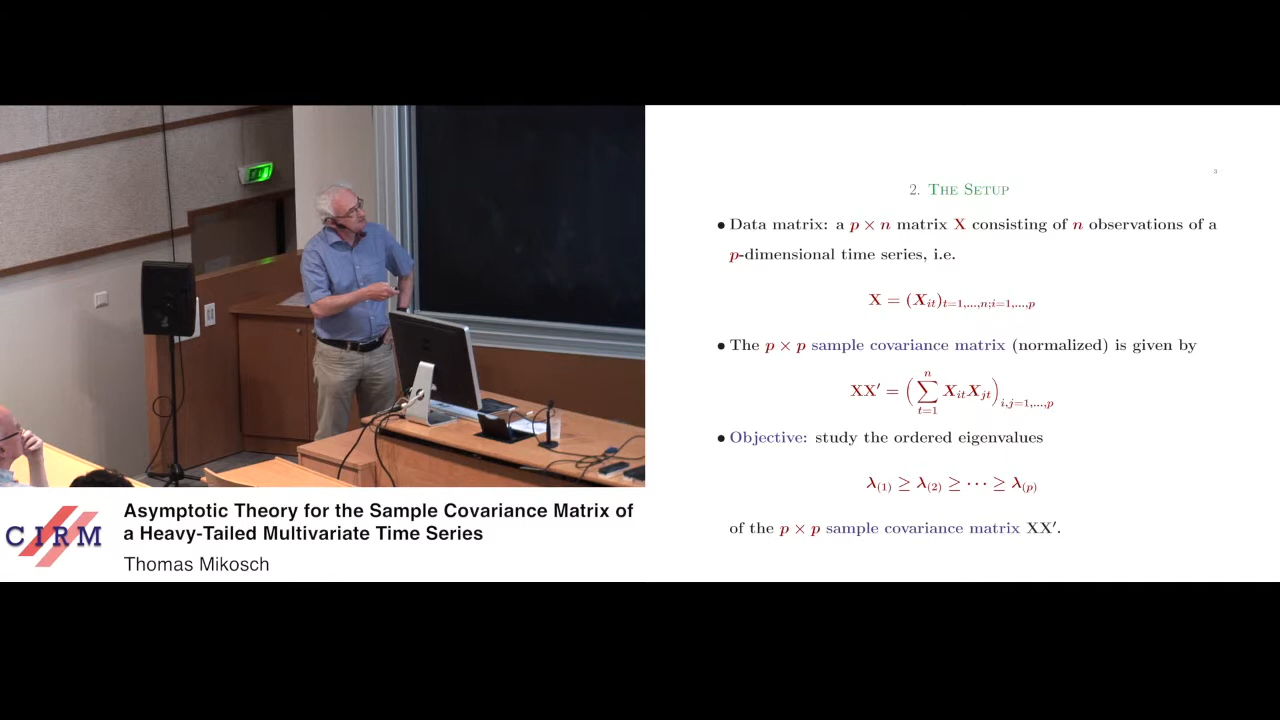 3
2. The Setup
• Data matrix: a p × n matrix X consisting of n observations of a
p-dimensional time series, i.e.
X = (X_{it})_{t=1,...,n;i=1,...,p}
• The p × p sample covariance matrix (normalized) is given by
XX′ = (∑_{t=1}^{n} X_{it}X_{jt})_{i,j=1,...,p}
• Objective: study the ordered eigenvalues
λ_{(1)} ≥ λ_{(2)} ≥ ··· ≥ λ_{(p)}
of the p × p sample covariance matrix XX′.
CIRM
Asymptotic Theory for the Sample Covariance Matrix of
a Heavy-Tailed Multivariate Time Series
Thomas Mikosch